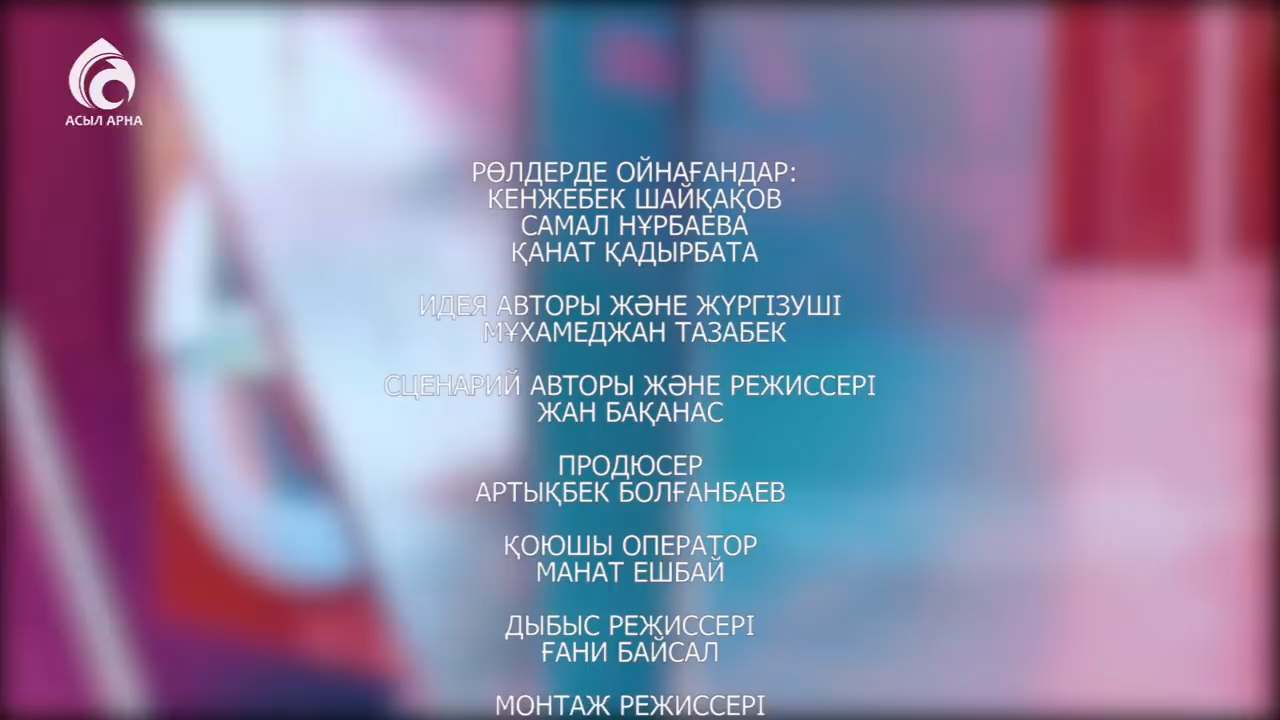 АСЫЛ АРНА
РӨЛДЕРДЕ ОЙНАҒАНДАР:
КЕНЖЕБЕК ШАЙҚАҚОВ
САМАЛ НҰРБАЕВА
ҚАНАТ ҚАДЫРБАТА
ИДЕЯ АВТОРЫ ЖӘНЕ ЖҮРГІЗУШІ
МҰХАМЕДЖАН ТАЗАБЕК
СЦЕНАРИЙ АВТОРЫ ЖӘНЕ РЕЖИССЕРІ
ЖАН БАҚАНАС
ПРОДЮСЕР
АРТЫҚБЕК БОЛҒАНБАЕВ
ҚОЮШЫ ОПЕРАТОР
МАНАТ ЕШБАЙ
ДЫБЫС РЕЖИССЕРІ
ҒАНИ БАЙСАЛ
МОНТАЖ РЕЖИССЕРІ